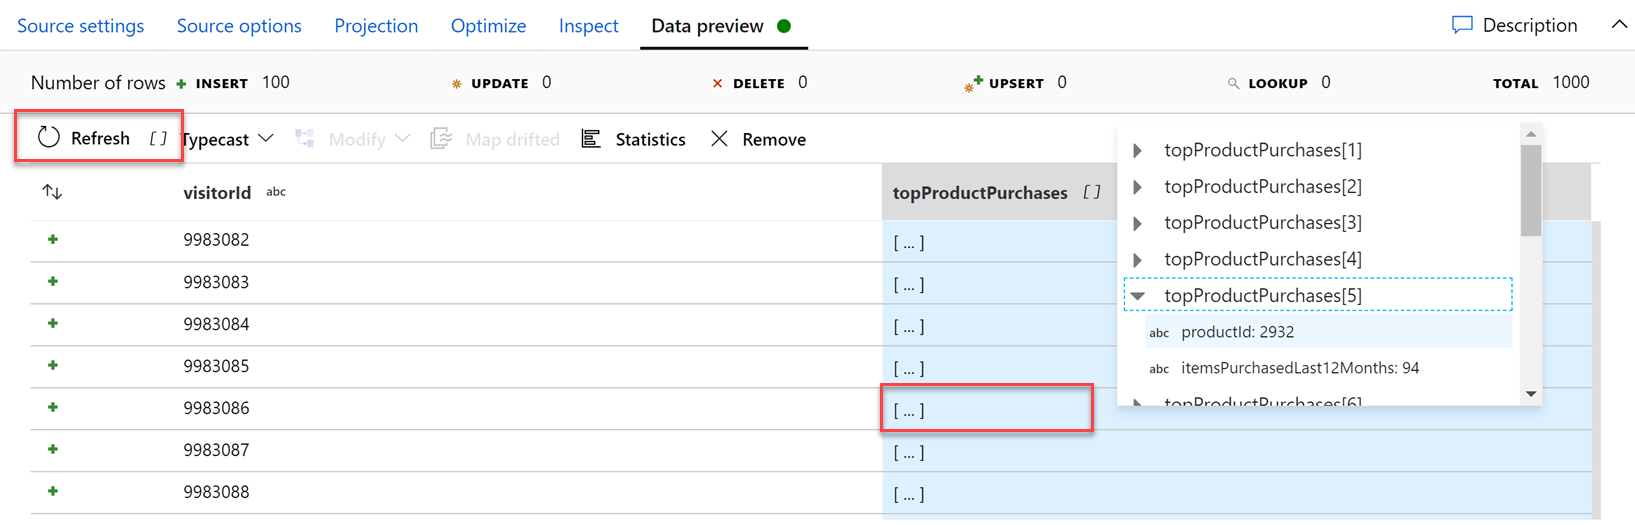 Source settings Source options Projection Optimize Inspect Data preview Description
Number of rows + INSERT 100 UPDATE 0 × DELETE 0 UPSERT 0 LOOKUP 0 TOTAL 1000
Refresh [] Typecast Modify Map drifted Statistics Remove
visitorId abc topProductPurchases []
9983082 [ ... ]
9983083 [ ... ]
9983084 [ ... ]
9983085 [ ... ]
9983086 [ ... ]
9983087 [ ... ]
9983088 [ ... ]
topProductPurchases[1]
topProductPurchases[2]
topProductPurchases[3]
topProductPurchases[4]
topProductPurchases[5]
abc productId: 2932
abc itemsPurchasedLast12Months: 94
topProductPurchases[6]